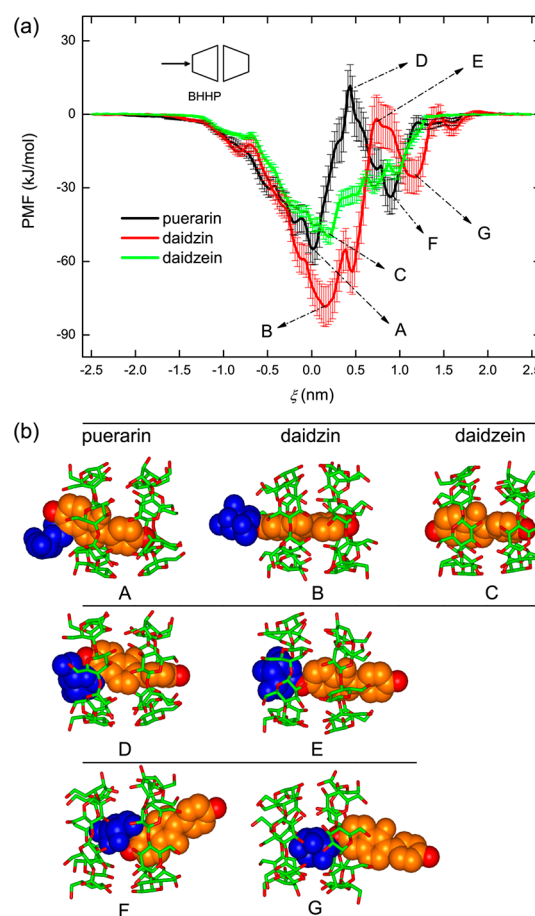 (a)
30
0
-30
-60
-90
PMF (kJ/mol)
BHHP
puerarin
daidzin
daidzein
D
E
F
G
C
B
A
-2.5 -2.0 -1.5 -1.0 -0.5 0.0 0.5 1.0 1.5 2.0 2.5
ξ (nm)
(b)
puerarin daidzin daidzein
A B C
D E
F G